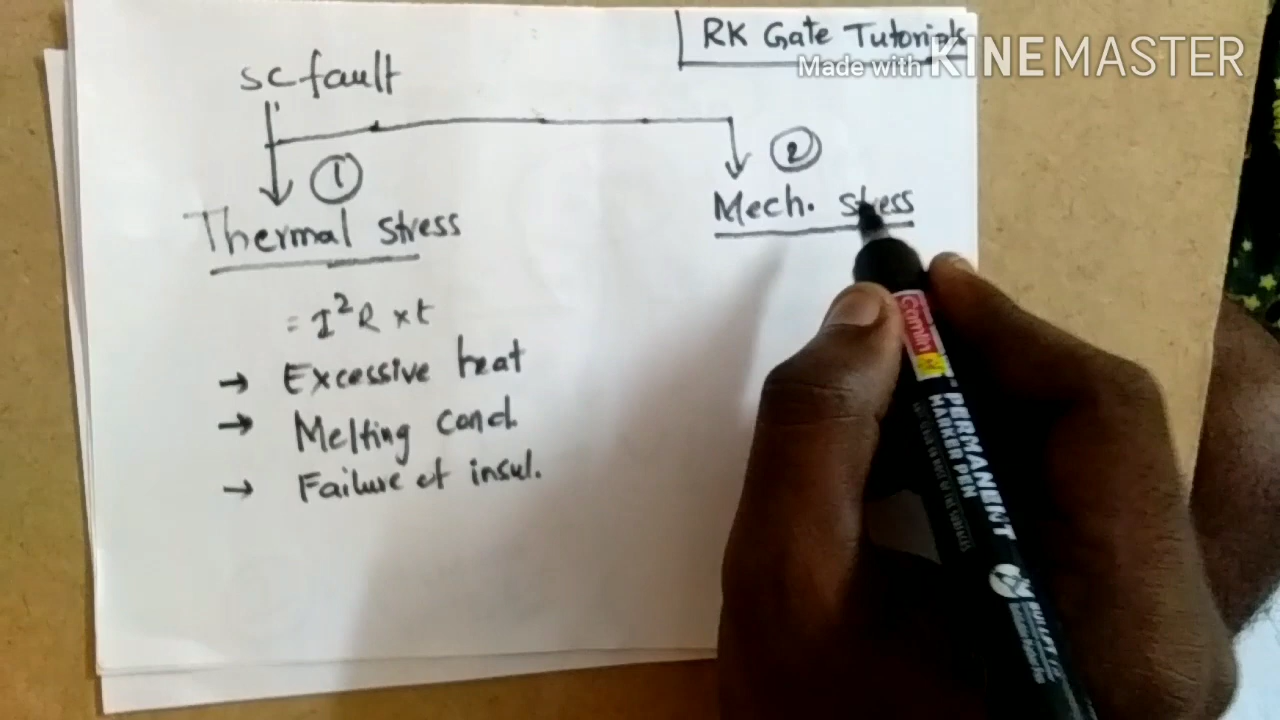 RK Gate Tutorials
Made with KINEMASTER
sc fault
1
2
Thermal stress
Mech. stress
= I²R × t
→ Excessive heat
→ Melting cond.
→ Failure of insul.
Camlin
PERMANENT
MARKER PEN